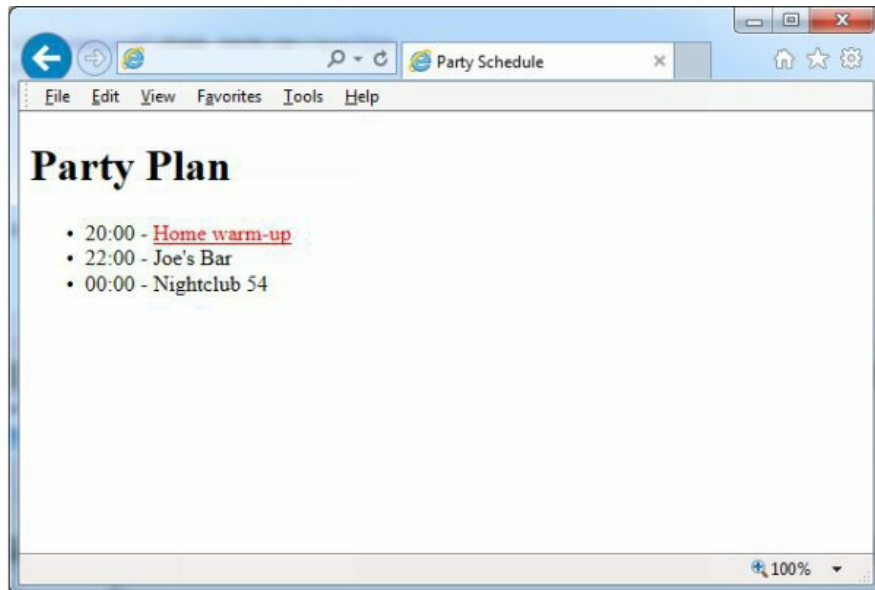 Party Schedule
File Edit View Favorites Tools Help
Party Plan
• 20:00 - Home warm-up
• 22:00 - Joe's Bar
• 00:00 - Nightclub 54
100%